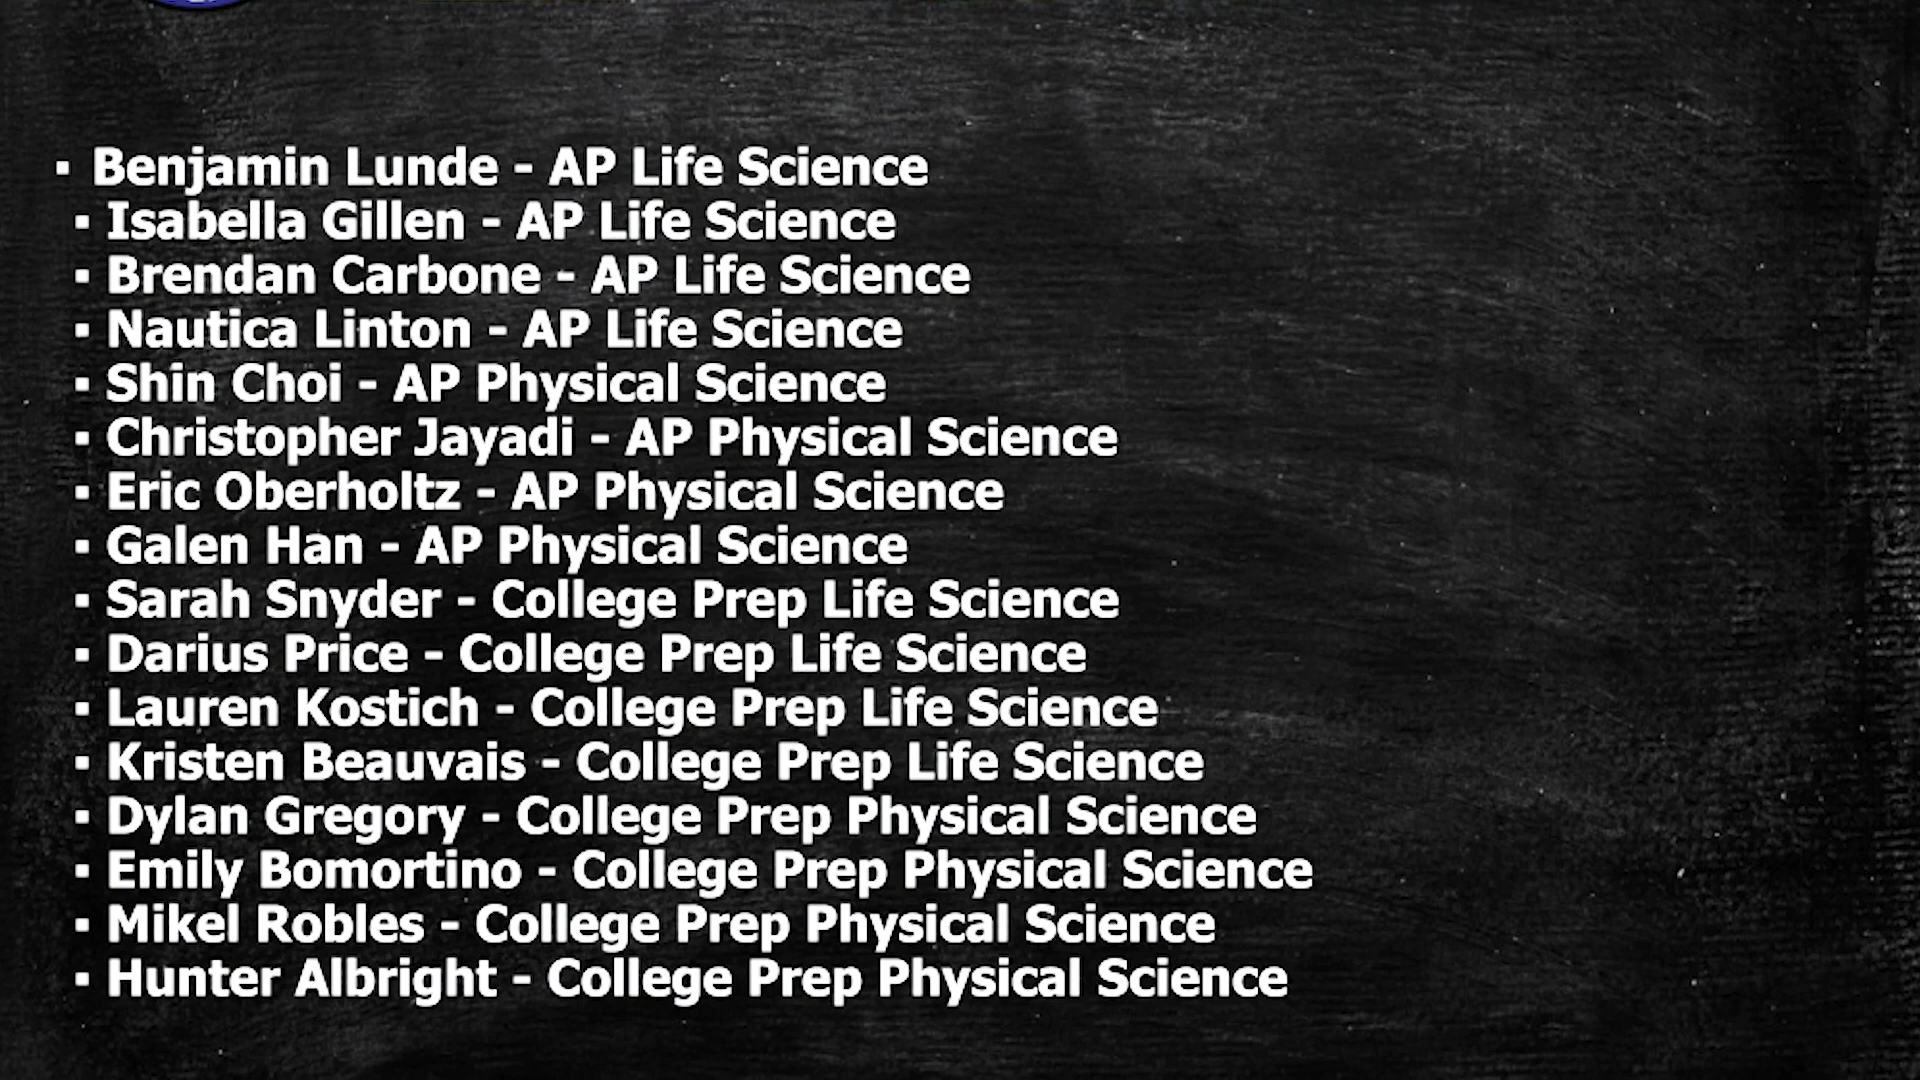 ▪ Benjamin Lunde - AP Life Science
▪ Isabella Gillen - AP Life Science
▪ Brendan Carbone - AP Life Science
▪ Nautica Linton - AP Life Science
▪ Shin Choi - AP Physical Science
▪ Christopher Jayadi - AP Physical Science
▪ Eric Oberholtz - AP Physical Science
▪ Galen Han - AP Physical Science
▪ Sarah Snyder - College Prep Life Science
▪ Darius Price - College Prep Life Science
▪ Lauren Kostich - College Prep Life Science
▪ Kristen Beauvais - College Prep Life Science
▪ Dylan Gregory - College Prep Physical Science
▪ Emily Bomortino - College Prep Physical Science
▪ Mikel Robles - College Prep Physical Science
▪ Hunter Albright - College Prep Physical Science